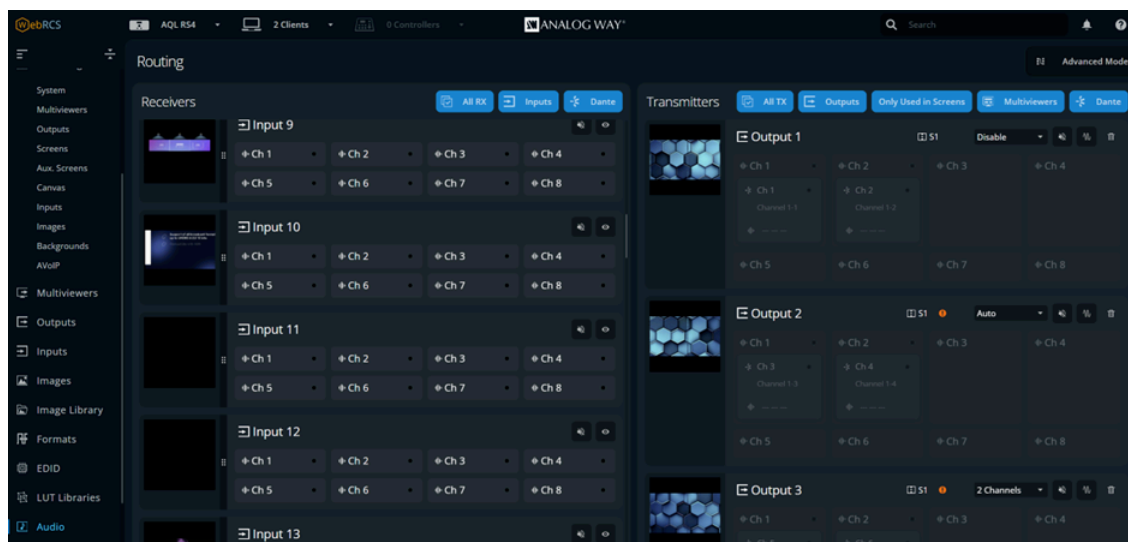 WebRCS
AQL RS4
2 Clients
0 Controllers
ANALOG WAY®
Search
Routing
Advanced Mode
System
Multiviewers
Outputs
Screens
Aux. Screens
Canvas
Inputs
Images
Backgrounds
AVoIP
Multiviewers
Outputs
Inputs
Images
Image Library
Formats
EDID
LUT Libraries
Audio
Receivers
All RX
Inputs
Dante
Input 9
Ch 1 Ch 2 Ch 3 Ch 4
Ch 5 Ch 6 Ch 7 Ch 8
Input 10
Ch 1 Ch 2 Ch 3 Ch 4
Ch 5 Ch 6 Ch 7 Ch 8
Input 11
Ch 1 Ch 2 Ch 3 Ch 4
Ch 5 Ch 6 Ch 7 Ch 8
Input 12
Ch 1 Ch 2 Ch 3 Ch 4
Ch 5 Ch 6 Ch 7 Ch 8
Input 13
Transmitters
All TX
Outputs
Only Used in Screens
Multiviewers
Dante
Output 1
S1
Disable
Ch 1 Ch 2 Ch 3 Ch 4
Ch 1 Ch 2
Channel 1-1 Channel 1-2
Ch 5 Ch 6 Ch 7 Ch 8
Output 2
S1
Auto
Ch 1 Ch 2 Ch 3 Ch 4
Ch 3 Ch 4
Channel 1-3 Channel 1-4
Ch 5 Ch 6 Ch 7 Ch 8
Output 3
S1
2 Channels
Ch 1 Ch 2 Ch 3 Ch 4